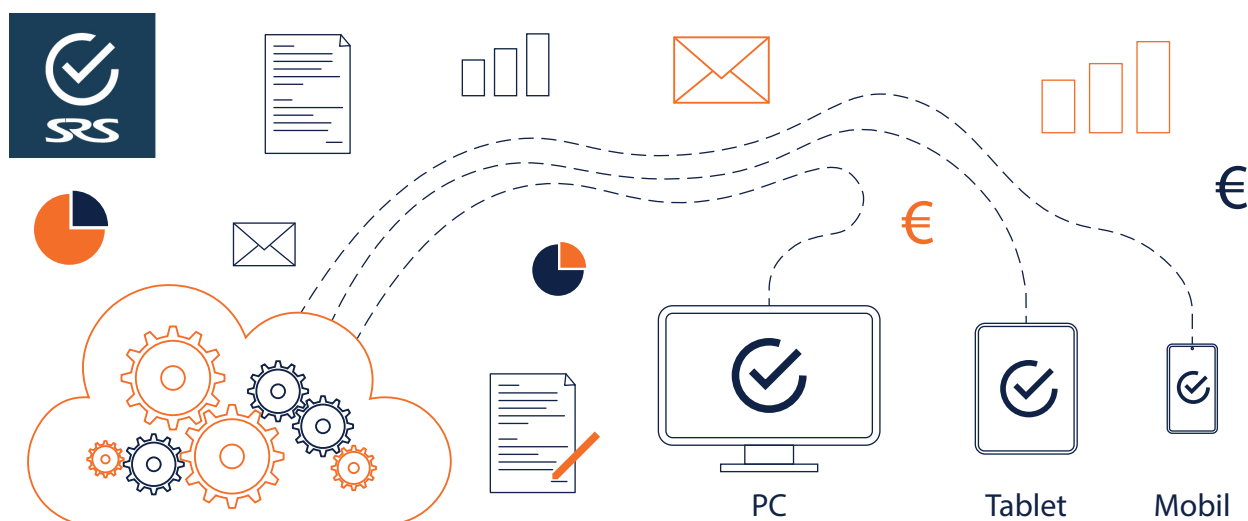 SRS
€
€
PC
Tablet
Mobil